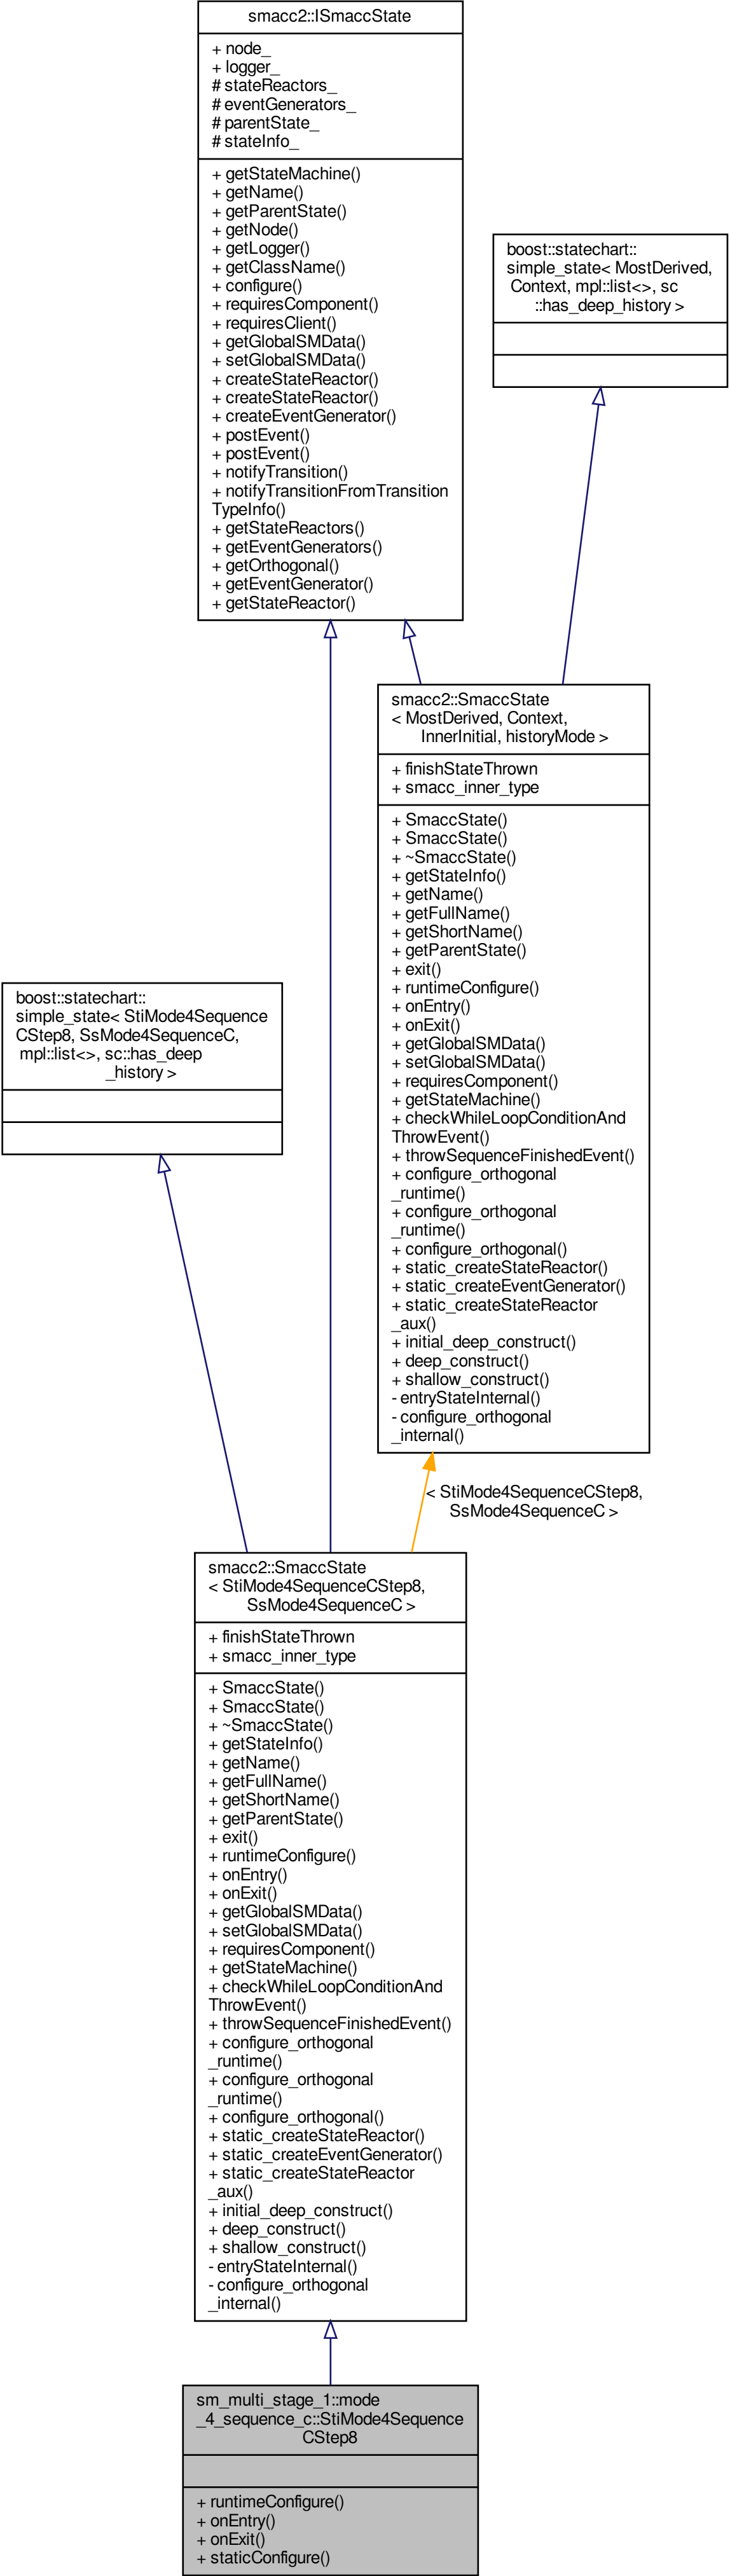 smacc2::ISmaccState
+ node_
+ logger_
# stateReactors_
# eventGenerators_
# parentState_
# stateInfo_
+ getStateMachine()
+ getName()
+ getParentState()
+ getNode()
+ getLogger()
+ getClassName()
+ configure()
+ requiresComponent()
+ requiresClient()
+ getGlobalSMData()
+ setGlobalSMData()
+ createStateReactor()
+ createStateReactor()
+ createEventGenerator()
+ postEvent()
+ postEvent()
+ notifyTransition()
+ notifyTransitionFromTransition
TypeInfo()
+ getStateReactors()
+ getEventGenerators()
+ getOrthogonal()
+ getEventGenerator()
+ getStateReactor()
boost::statechart::
simple_state< MostDerived,
Context, mpl::list<>, sc
::has_deep_history >
smacc2::SmaccState
< MostDerived, Context,
InnerInitial, historyMode >
+ finishStateThrown
+ smacc_inner_type
+ SmaccState()
+ SmaccState()
+ ~SmaccState()
+ getStateInfo()
+ getName()
+ getFullName()
+ getShortName()
+ getParentState()
+ exit()
+ runtimeConfigure()
+ onEntry()
+ onExit()
+ getGlobalSMData()
+ setGlobalSMData()
+ requiresComponent()
+ getStateMachine()
+ checkWhileLoopConditionAnd
ThrowEvent()
+ throwSequenceFinishedEvent()
+ configure_orthogonal
_runtime()
+ configure_orthogonal
_runtime()
+ configure_orthogonal()
+ static_createStateReactor()
+ static_createEventGenerator()
+ static_createStateReactor
_aux()
+ initial_deep_construct()
+ deep_construct()
+ shallow_construct()
- entryStateInternal()
- configure_orthogonal
_internal()
boost::statechart::
simple_state< StiMode4Sequence
CStep8, SsMode4SequenceC,
mpl::list<>, sc::has_deep
_history >
< StiMode4SequenceCStep8,
SsMode4SequenceC >
smacc2::SmaccState
< StiMode4SequenceCStep8,
SsMode4SequenceC >
+ finishStateThrown
+ smacc_inner_type
+ SmaccState()
+ SmaccState()
+ ~SmaccState()
+ getStateInfo()
+ getName()
+ getFullName()
+ getShortName()
+ getParentState()
+ exit()
+ runtimeConfigure()
+ onEntry()
+ onExit()
+ getGlobalSMData()
+ setGlobalSMData()
+ requiresComponent()
+ getStateMachine()
+ checkWhileLoopConditionAnd
ThrowEvent()
+ throwSequenceFinishedEvent()
+ configure_orthogonal
_runtime()
+ configure_orthogonal
_runtime()
+ configure_orthogonal()
+ static_createStateReactor()
+ static_createEventGenerator()
+ static_createStateReactor
_aux()
+ initial_deep_construct()
+ deep_construct()
+ shallow_construct()
- entryStateInternal()
- configure_orthogonal
_internal()
sm_multi_stage_1::mode
_4_sequence_c::StiMode4Sequence
CStep8
+ runtimeConfigure()
+ onEntry()
+ onExit()
+ staticConfigure()